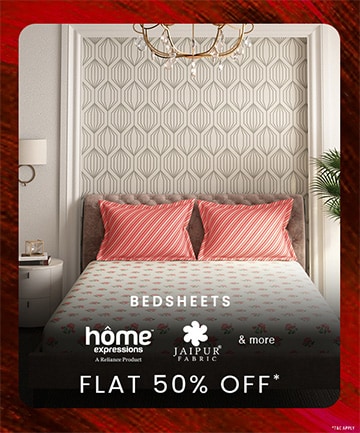 BEDSHEETS
hôme expressions
A Reliance Product
JAIPUR® FABRIC
& more
FLAT 50% OFF*
*T&C APPLY